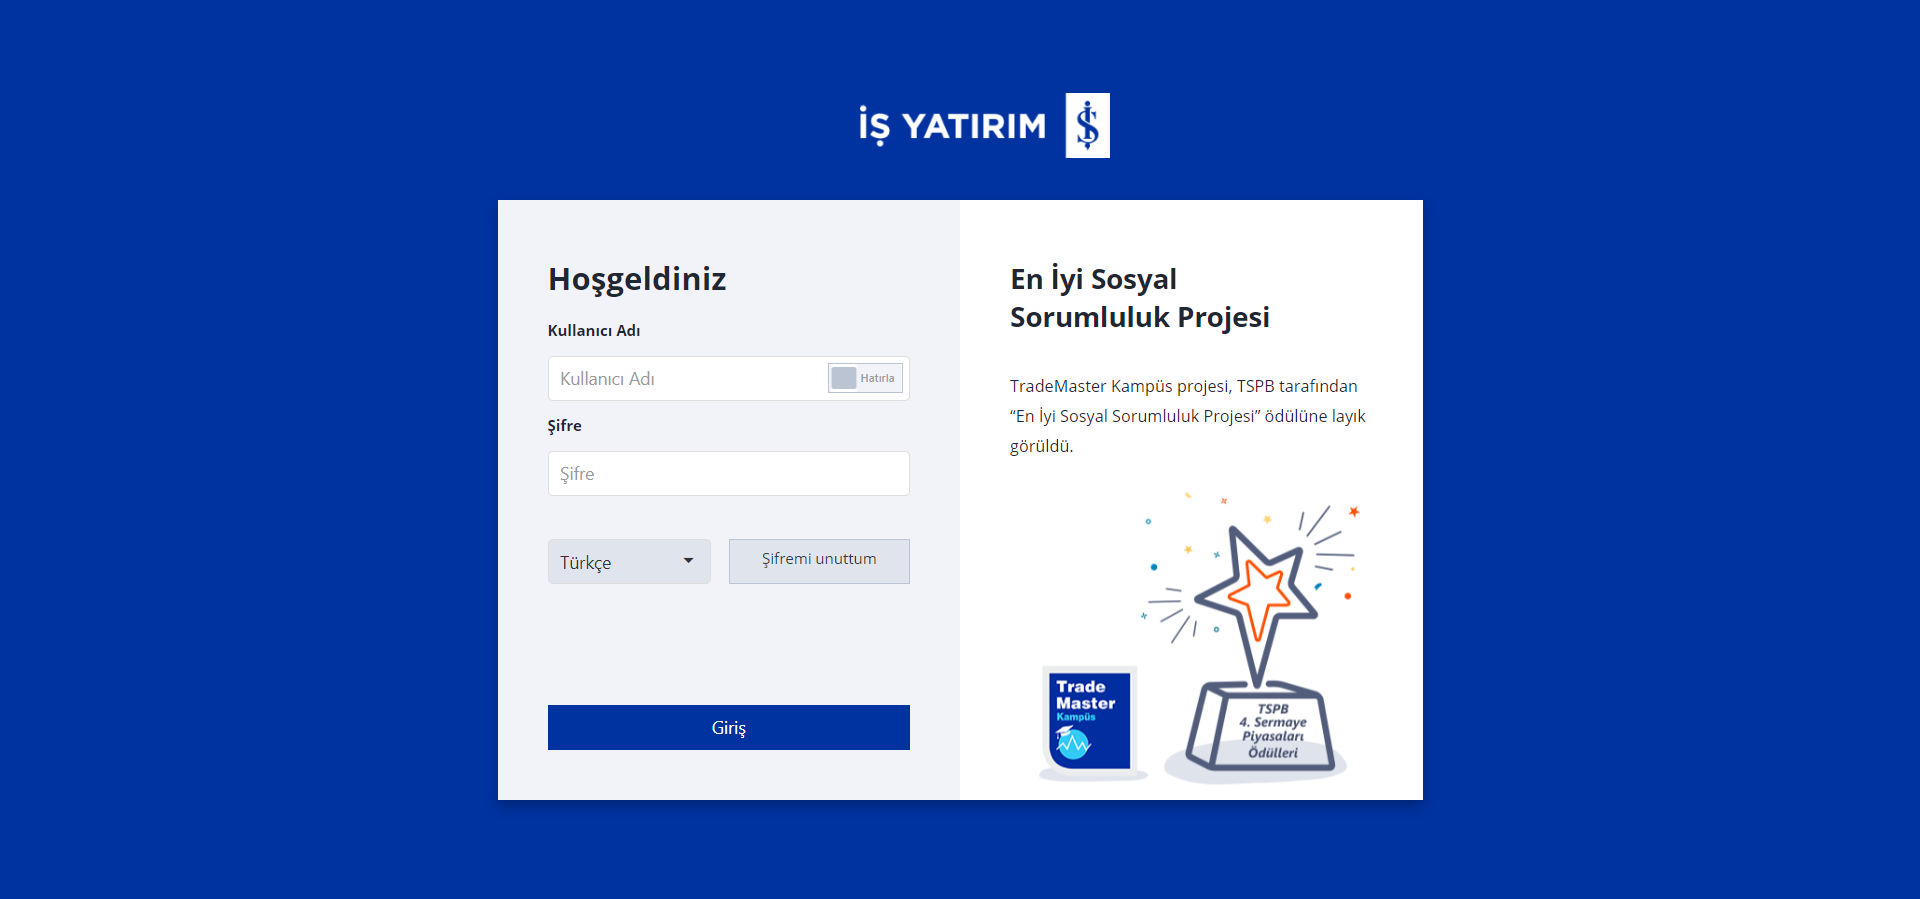 İŞ YATIRIM
Hoşgeldiniz
Kullanıcı Adı
Kullanıcı Adı
Hatırla
Şifre
Şifre
Türkçe
Şifremi unuttum
Giriş
En İyi Sosyal
Sorumluluk Projesi
TradeMaster Kampüs projesi, TSPB tarafından
“En İyi Sosyal Sorumluluk Projesi” ödülüne layık
görüldü.
Trade
Master
Kampüs
TSPB
4. Sermaye
Piyasaları
Ödülleri